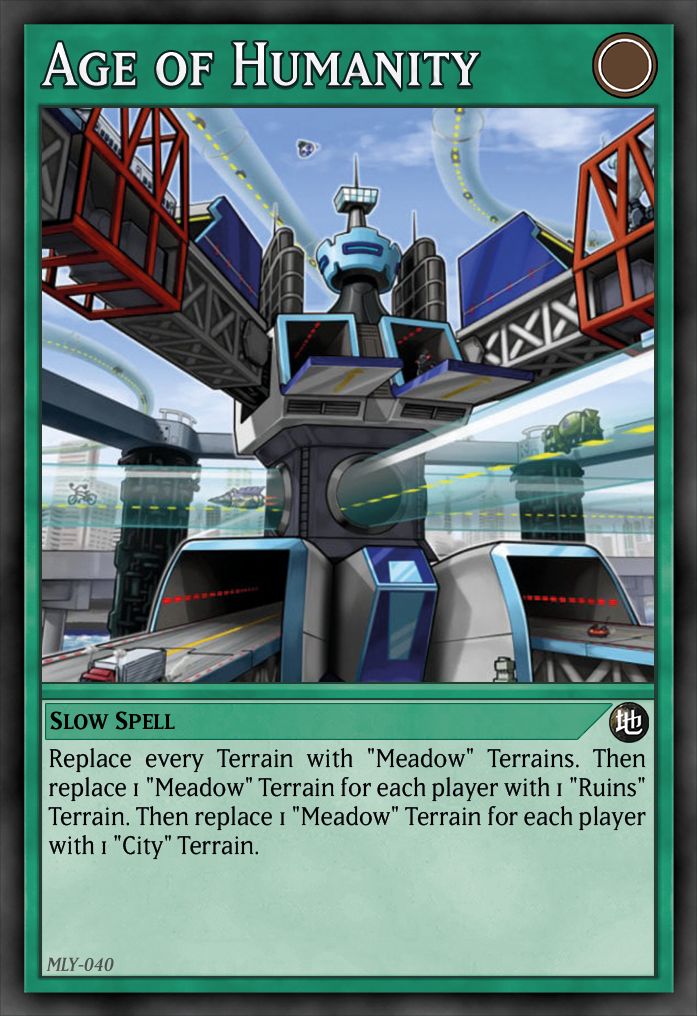 Age of Humanity
Slow Spell
Replace every Terrain with "Meadow" Terrains. Then
replace 1 "Meadow" Terrain for each player with 1 "Ruins"
Terrain. Then replace 1 "Meadow" Terrain for each player
with 1 "City" Terrain.
MLY-040